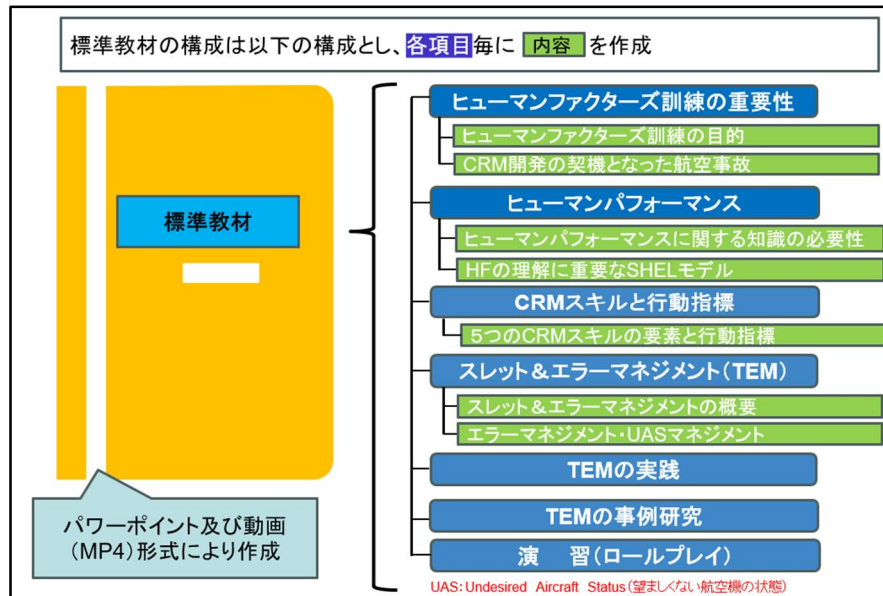 標準教材の構成は以下の構成とし、各項目毎に 内容 を作成
標準教材
パワーポイント及び動画
(MP4)形式により作成
ヒューマンファクターズ訓練の重要性
ヒューマンファクターズ訓練の目的
CRM開発の契機となった航空事故
ヒューマンパフォーマンス
ヒューマンパフォーマンスに関する知識の必要性
HFの理解に重要なSHELモデル
CRMスキルと行動指標
5つのCRMスキルの要素と行動指標
スレット&エラーマネジメント(TEM)
スレット&エラーマネジメントの概要
エラーマネジメント・UASマネジメント
TEMの実践
TEMの事例研究
演 習(ロールプレイ)
UAS: Undesired Aircraft Status(望ましくない航空機の状態)